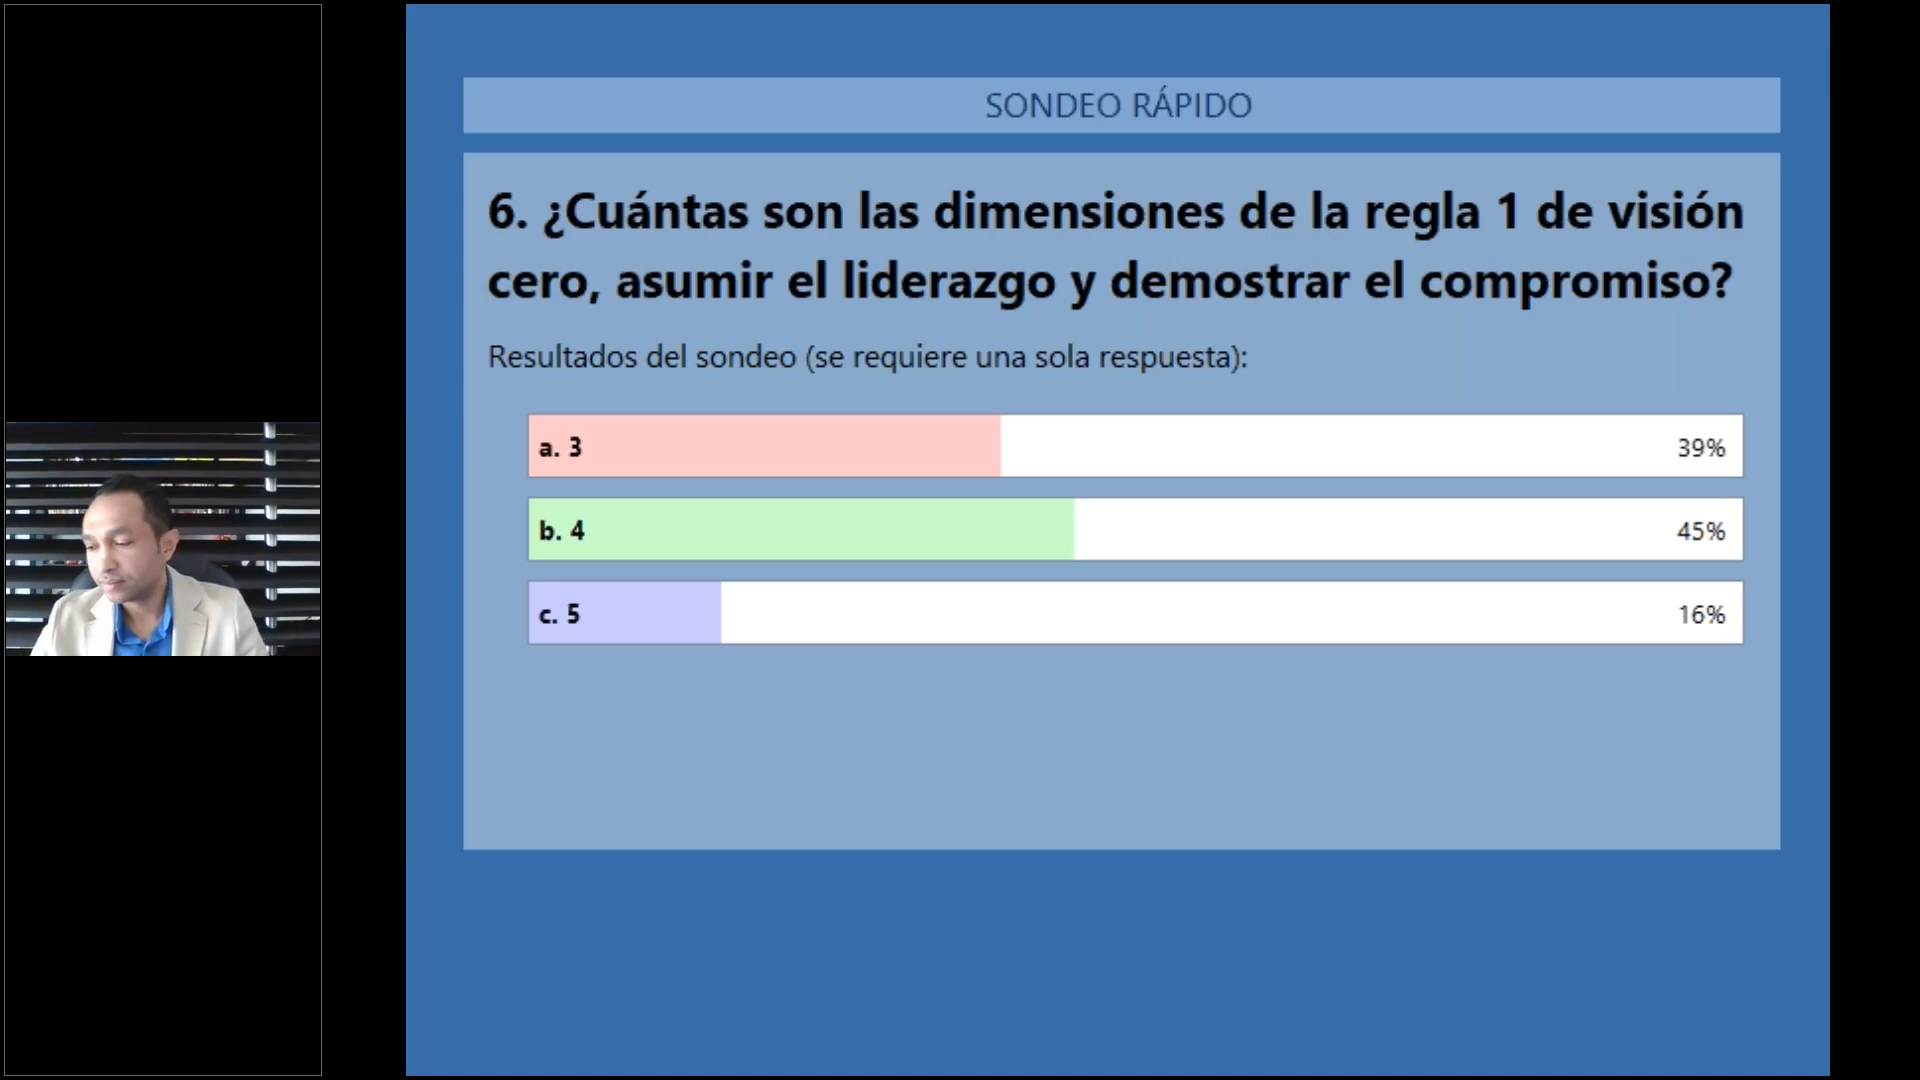 SONDEO RÁPIDO
6. ¿Cuántas son las dimensiones de la regla 1 de visión
cero, asumir el liderazgo y demostrar el compromiso?
Resultados del sondeo (se requiere una sola respuesta):
a. 3 39%
b. 4 45%
c. 5 16%